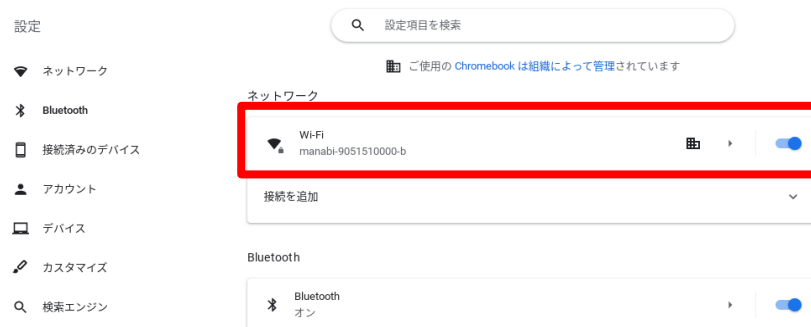 設定
設定項目を検索
ご使用の Chromebook は組織によって管理されています
ネットワーク
Bluetooth
接続済みのデバイス
アカウント
デバイス
カスタマイズ
検索エンジン
ネットワーク
Wi-Fi
manabi-9051510000-b
接続を追加
Bluetooth
Bluetooth
オン